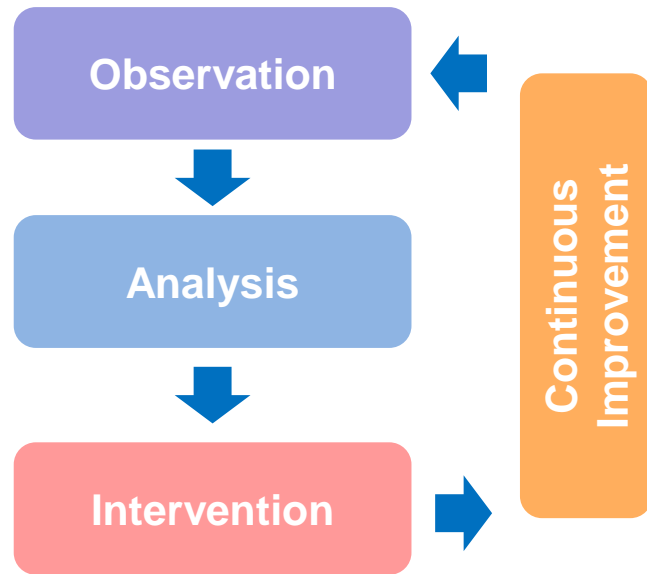 Observation
Analysis
Intervention
Continuous
Improvement